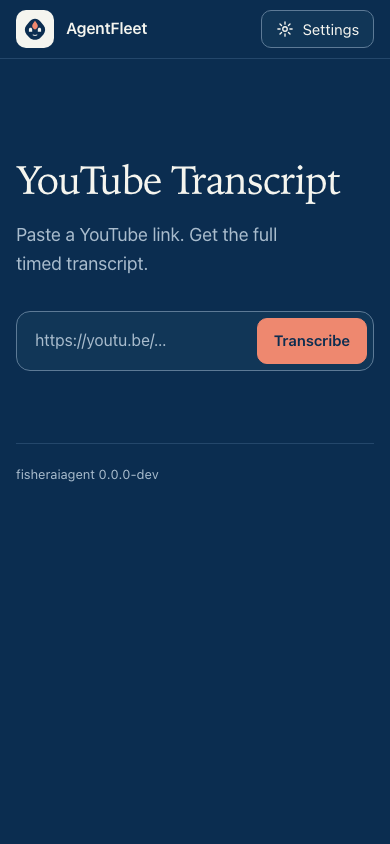 AgentFleet
Settings
YouTube Transcript
Paste a YouTube link. Get the full
timed transcript.
https://youtu.be/...
Transcribe
fisheraiagent 0.0.0-dev